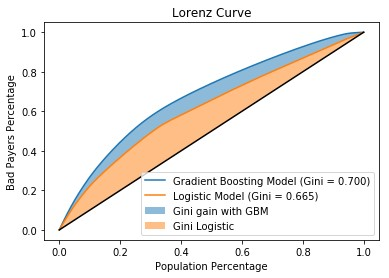 Lorenz Curve
1.0
0.8
0.6
0.4
0.2
0.0
Bad Payers Percentage
Gradient Boosting Model (Gini = 0.700)
Logistic Model (Gini = 0.665)
Gini gain with GBM
Gini Logistic
0.0 0.2 0.4 0.6 0.8 1.0
Population Percentage